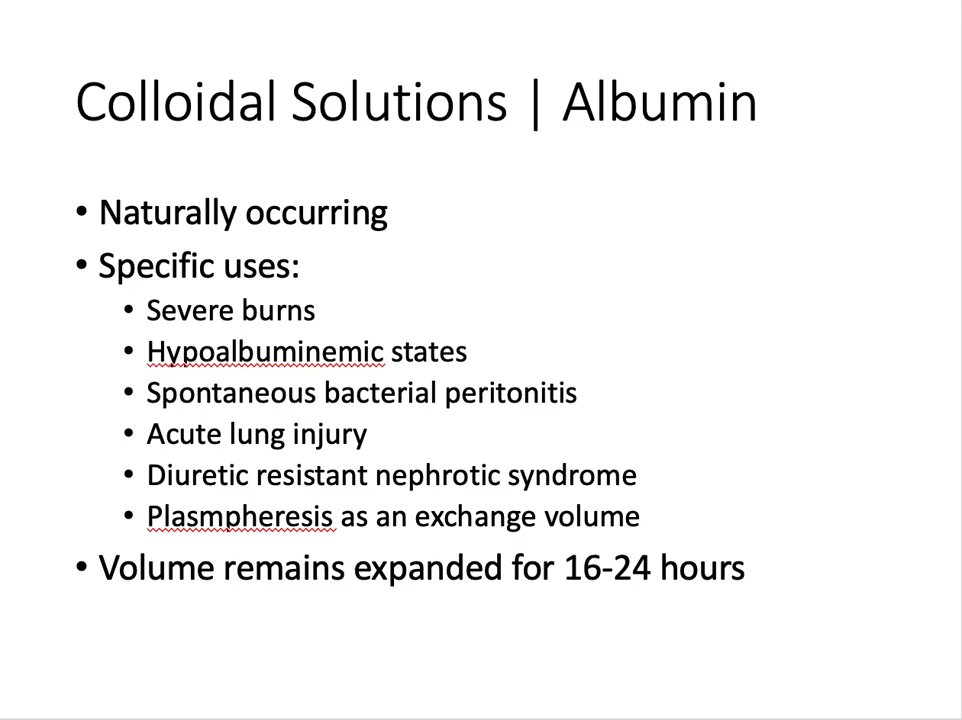 Colloidal Solutions | Albumin
• Naturally occurring
• Specific uses:
• Severe burns
• Hypoalbuminemic states
• Spontaneous bacterial peritonitis
• Acute lung injury
• Diuretic resistant nephrotic syndrome
• Plasmpheresis as an exchange volume
• Volume remains expanded for 16-24 hours